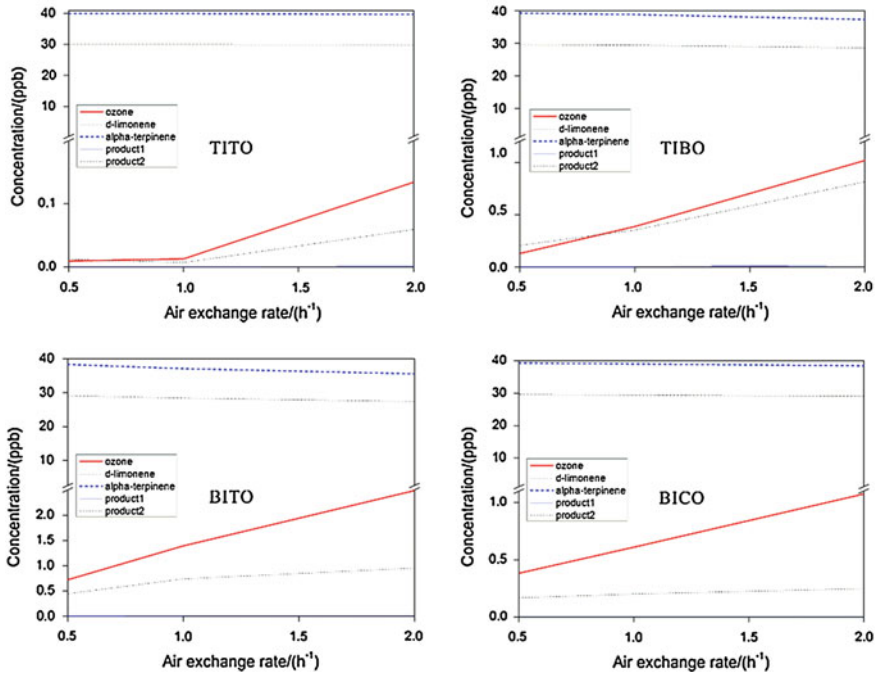 40
30
20
10
0.1
0.0
Concentration/(ppb)
ozone
d-limonene
alpha-terpinene
product1
product2
TITO
0.5 1.0 1.5 2.0
Air exchange rate/(h⁻¹)
40
30
20
10
1.0
0.5
0.0
Concentration/(ppb)
ozone
d-limonene
alpha-terpinene
product1
product2
TIBO
0.5 1.0 1.5 2.0
Air exchange rate/(h⁻¹)
40
30
20
10
2.0
1.5
1.0
0.5
0.0
Concentration/(ppb)
ozone
d-limonene
alpha-terpinene
product1
product2
BITO
0.5 1.0 1.5 2.0
Air exchange rate/(h⁻¹)
40
30
20
10
1.0
0.5
0.0
Concentration/(ppb)
ozone
d-limonene
alpha-terpinene
product1
product2
BICO
0.5 1.0 1.5 2.0
Air exchange rate/(h⁻¹)